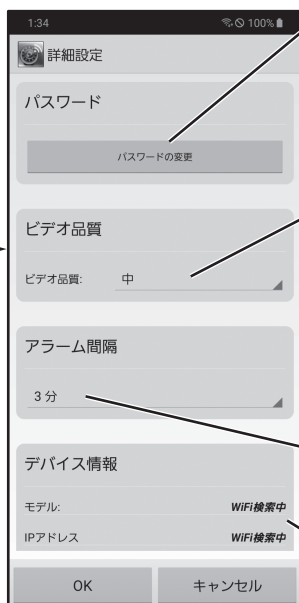 1:34 100%
詳細設定
パスワード
パスワードの変更
ビデオ品質
ビデオ品質: 中
アラーム間隔
3 分
デバイス情報
モデル: WiFi検索中
IPアドレス WiFi検索中
OK キャンセル